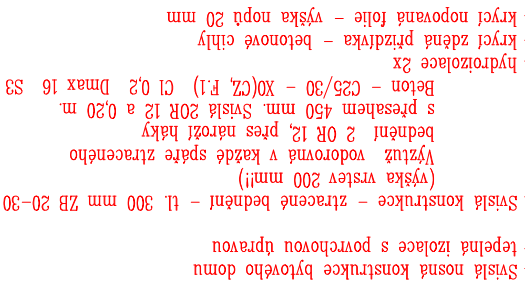 Svislá nosná konstrukce bytového domu
- tepelná izolace s povrchovou úpravou
- Svislá konstrukce - ztracené bednění - tl. 300 mm ZB 20-30
(výška vrstev 200 mm!!)
Výztuž vodorovná v každé spáře ztraceného
bednění 2 OR 12, přes nároží háky
s přesahem 450 mm. Svislá 2OR 12 a 0,20 m.
Beton - C25/30 - XO(CZ, F.1) Cl 0,2 Dmax 16 S3
- hydroizolace 2x
- krycí zděná přizdívka - betonové cihly
- krycí nopovaná folie - výška nopů 20 mm